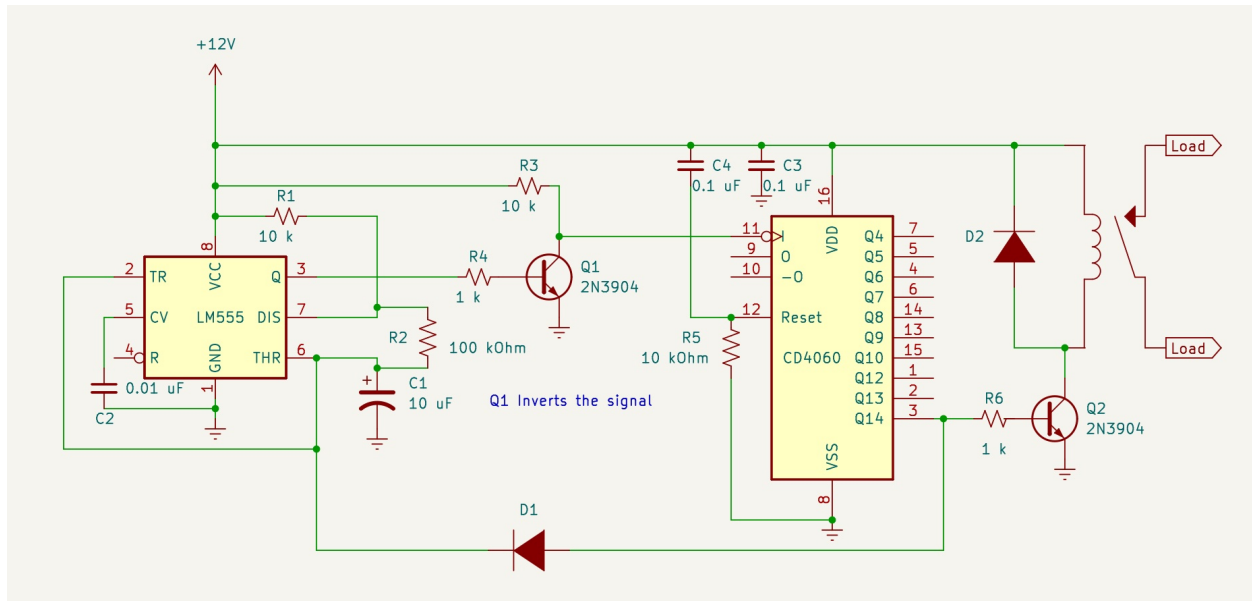 +12V
R3
10 k
C4
0.1 uF
C3
0.1 uF
Load
R1
10 k
16
VDD
8
VCC
11
I
Q4
7
9
O
Q5
5
10
-O
Q6
4
Q7
6
D2
2
TR
Q
3
R4
1 k
Q1
2N3904
5
CV
LM555
DIS
7
12
Reset
Q8
14
Q9
13
R2
100 kOhm
R5
10 kOhm
CD4060
Q10
15
Load
4
R
GND
THR
6
1
0.01 uF
C2
+
C1
10 uF
Q1 Inverts the signal
Q12
1
Q13
2
Q14
3
R6
1 k
Q2
2N3904
VSS
8
D1